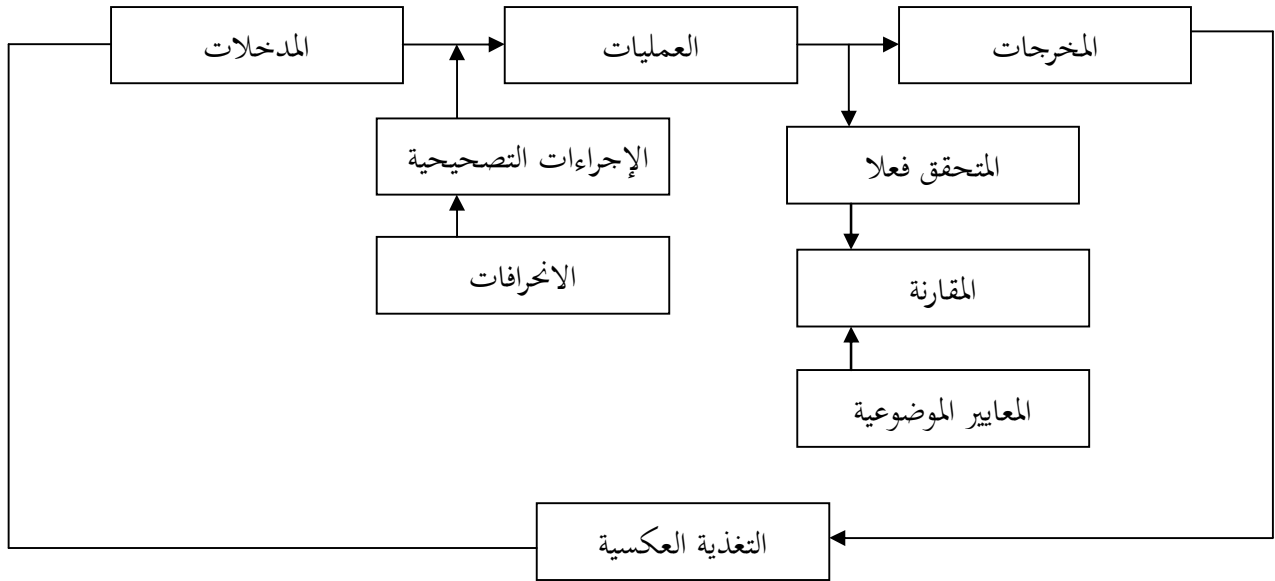 المدخلات
العمليات
المخرجات
الإجراءات التصحيحية
المتحقق فعلا
الانحرافات
المقارنة
المعايير الموضوعية
التغذية العكسية